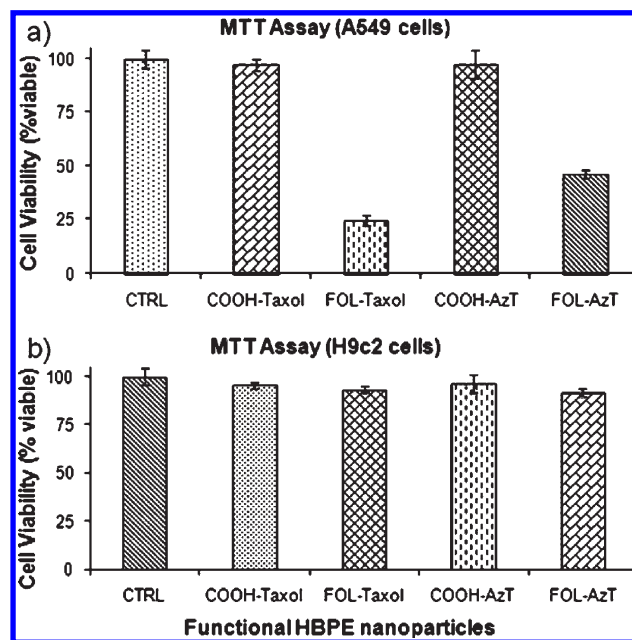 a)
MTT Assay (A549 cells)
Cell Viability (%viable)
100
75
50
25
0
CTRL COOH-Taxol FOL-Taxol COOH-AzT FOL-AzT
b)
MTT Assay (H9c2 cells)
Cell Viability (% viable)
100
75
50
25
0
CTRL COOH-Taxol FOL-Taxol COOH-AzT FOL-AzT
Functional HBPE nanoparticles